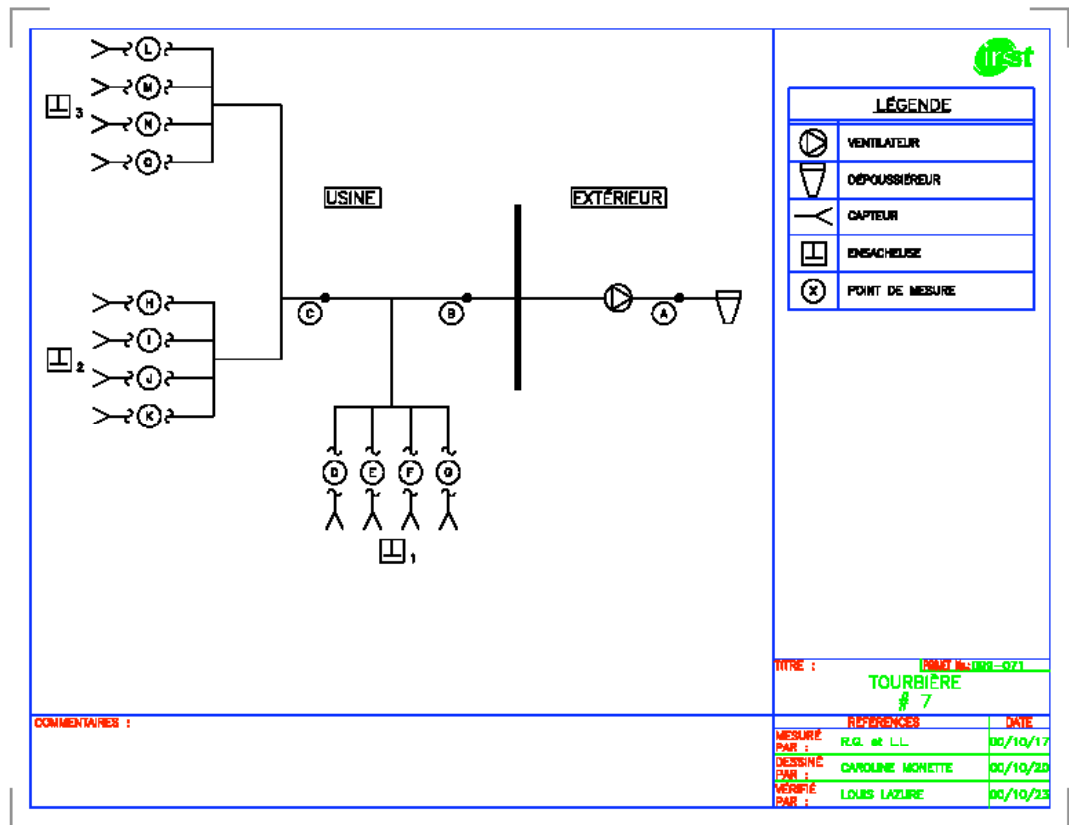 irsst
LÉGENDE
VENTILATEUR
DÉPOUSSIÉREUR
CAPTEUR
ENSACHEUSE
X POINT DE MESURE
L
M
N
3
USINE
EXTÉRIEUR
H
I
J
K
2
C
B
A
D
E
F
G
1
TITRE :
TOURBIÈRE
# 7
COMMENTAIRES :
RÉFÉRENCES DATE
MESURÉ PAR : R.G. et L.L. 00/10/17
DESSINÉ PAR : CAROLINE MONETTE 00/10/20
VÉRIFIÉ PAR : LOUIS LAZURE 00/10/23